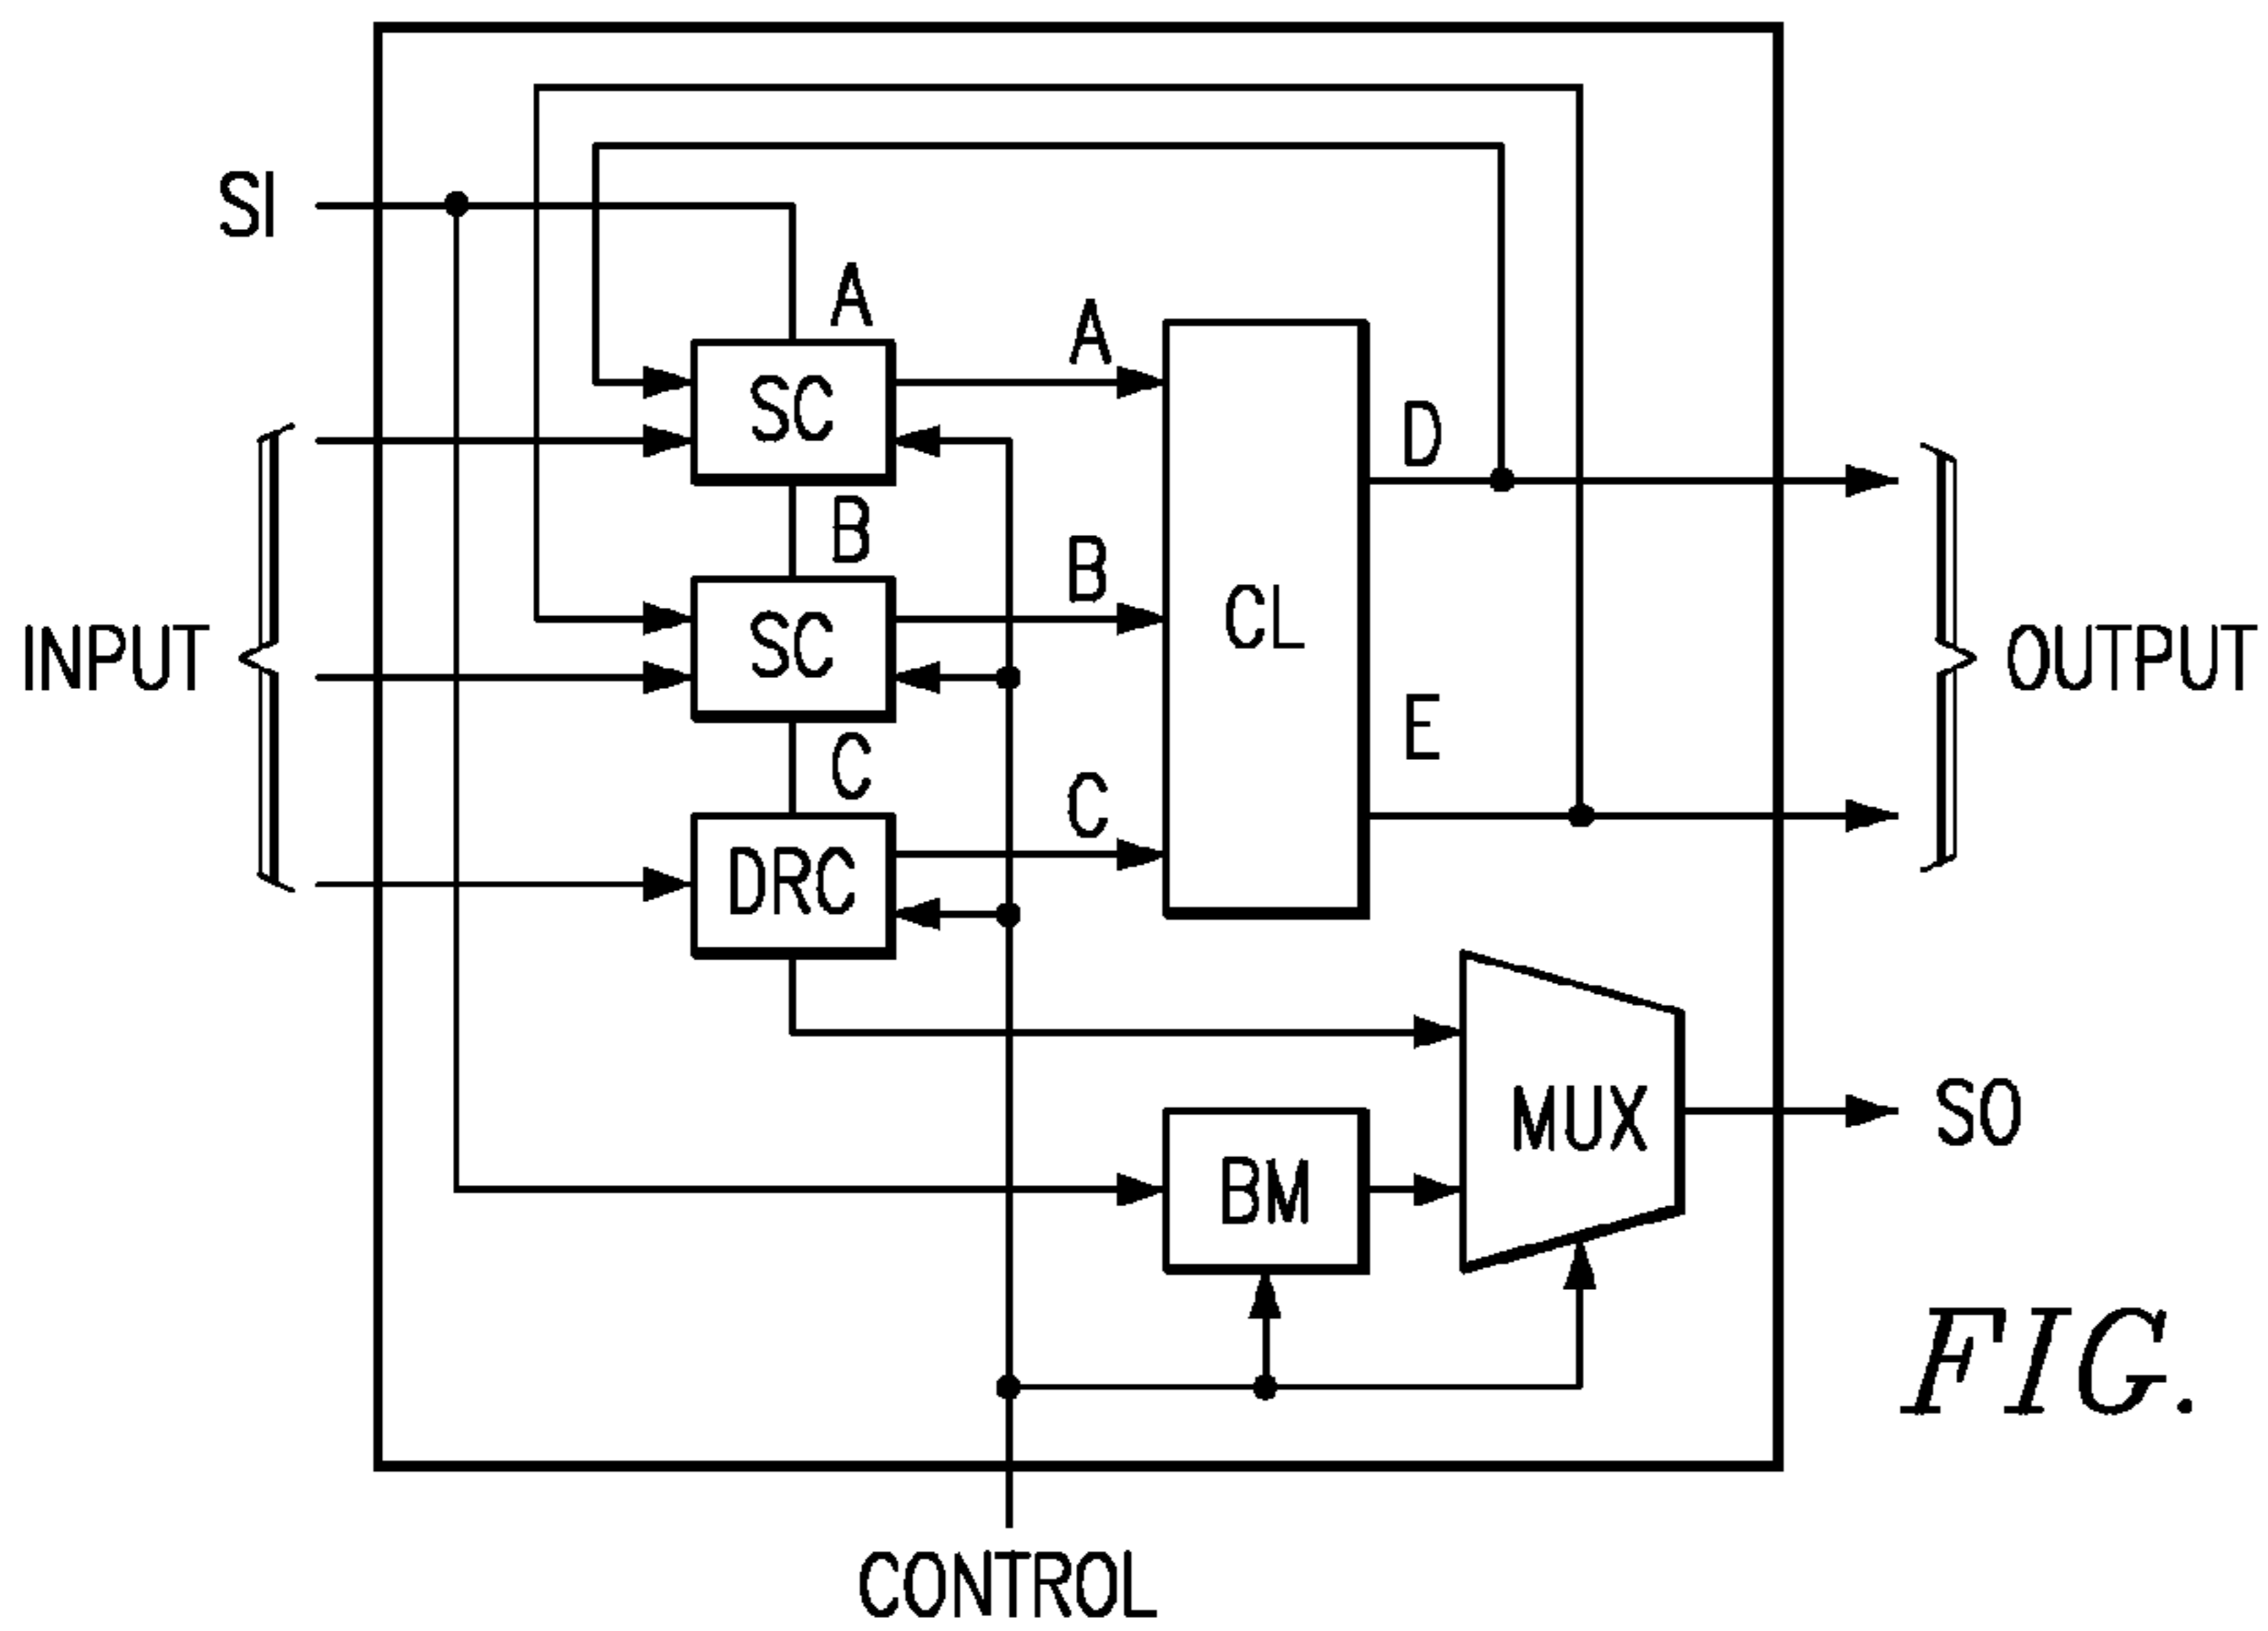 SI
A
A
SC
D
B
B
SC
CL
INPUT
OUTPUT
E
C
C
DRC
MUX
SO
BM
FIG.
CONTROL